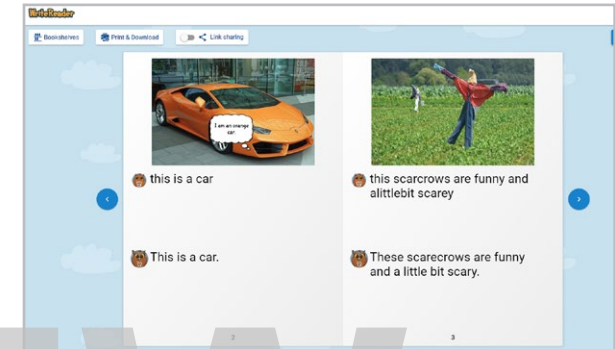 WriteReader
Bookshelves
Print & Download
Link sharing
I am an orange
car.
this is a car
This is a car.
2
this scarcrows are funny and
alittlebit scarey
These scarecrows are funny
and a little bit scary.
3